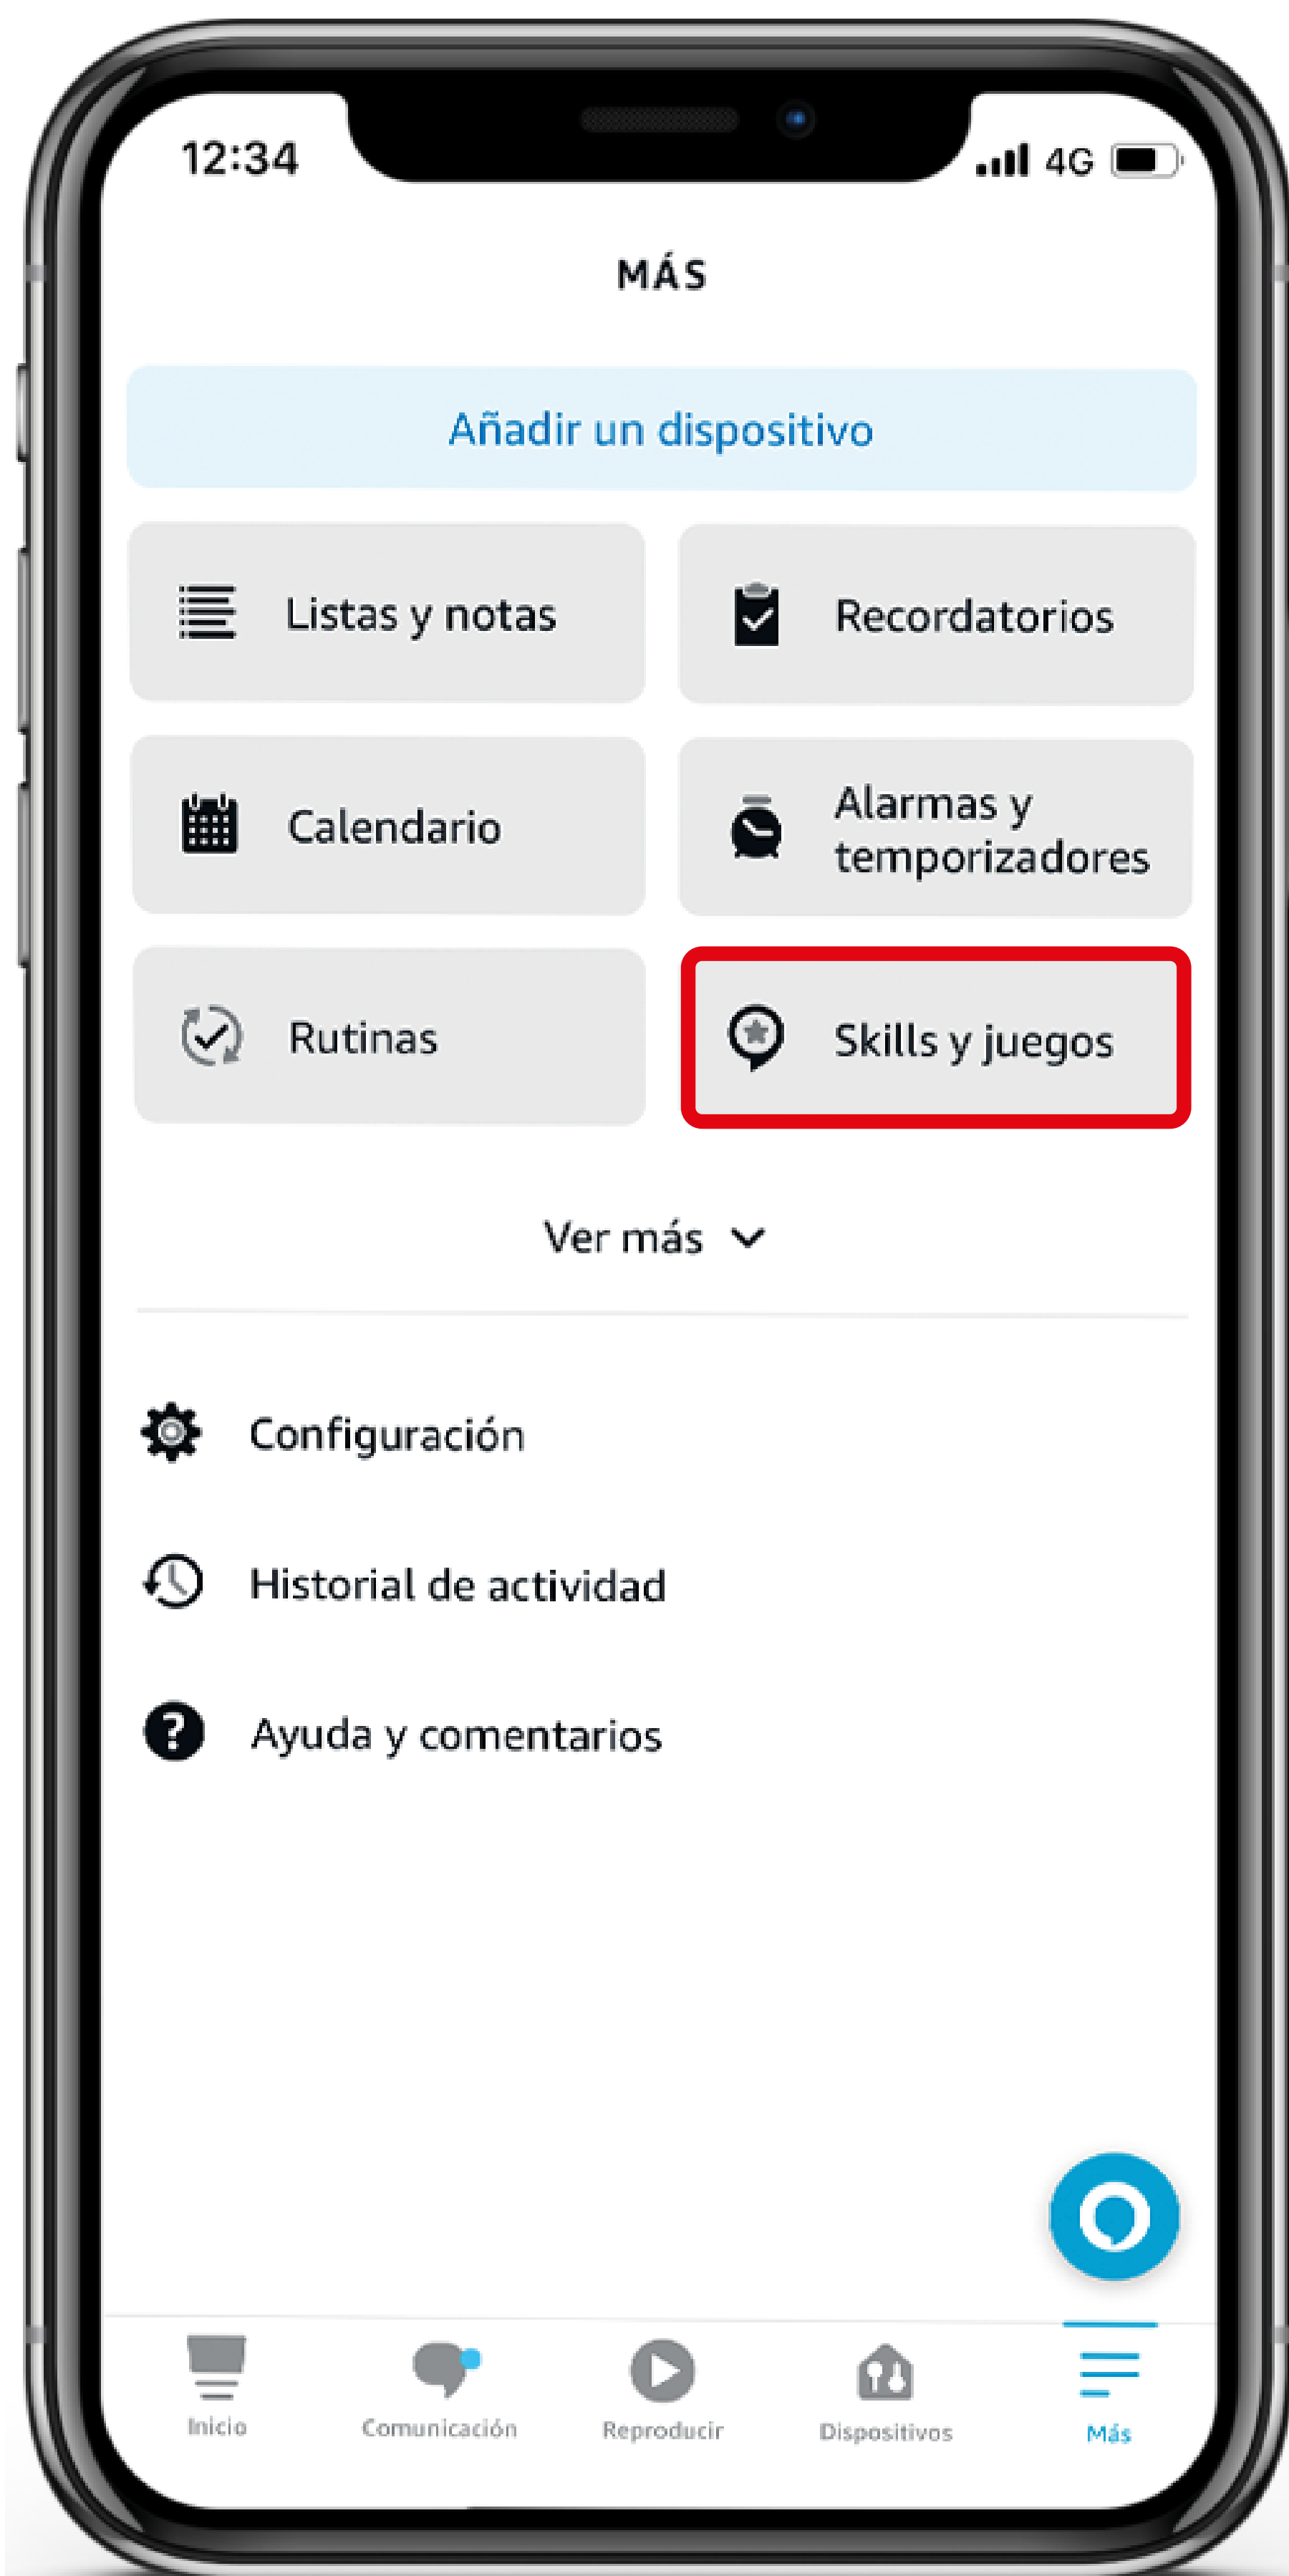 12:34
4G
MÁS
Añadir un dispositivo
Listas y notas
Recordatorios
Calendario
Alarmas y
temporizadores
Rutinas
Skills y juegos
Ver más
Configuración
Historial de actividad
Ayuda y comentarios
Inicio
Comunicación
Reproducir
Dispositivos
Más